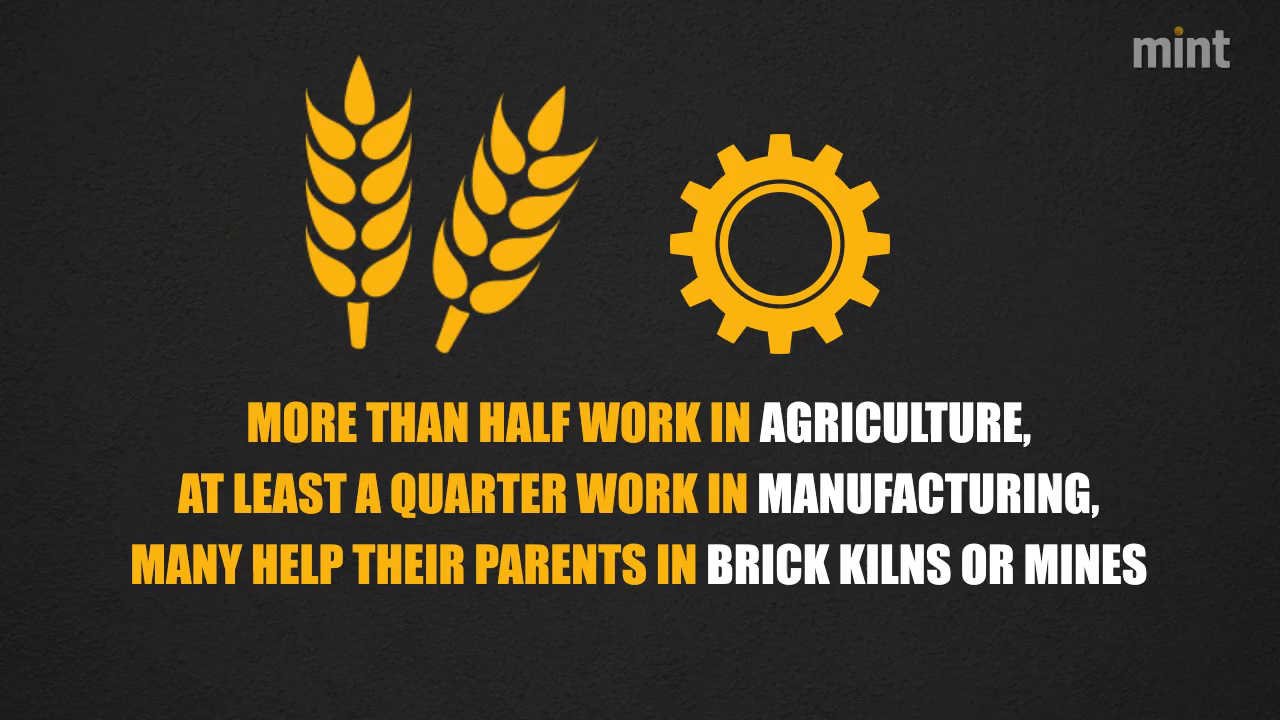 mint
MORE THAN HALF WORK IN AGRICULTURE,
AT LEAST A QUARTER WORK IN MANUFACTURING,
MANY HELP THEIR PARENTS IN BRICK KILNS OR MINES